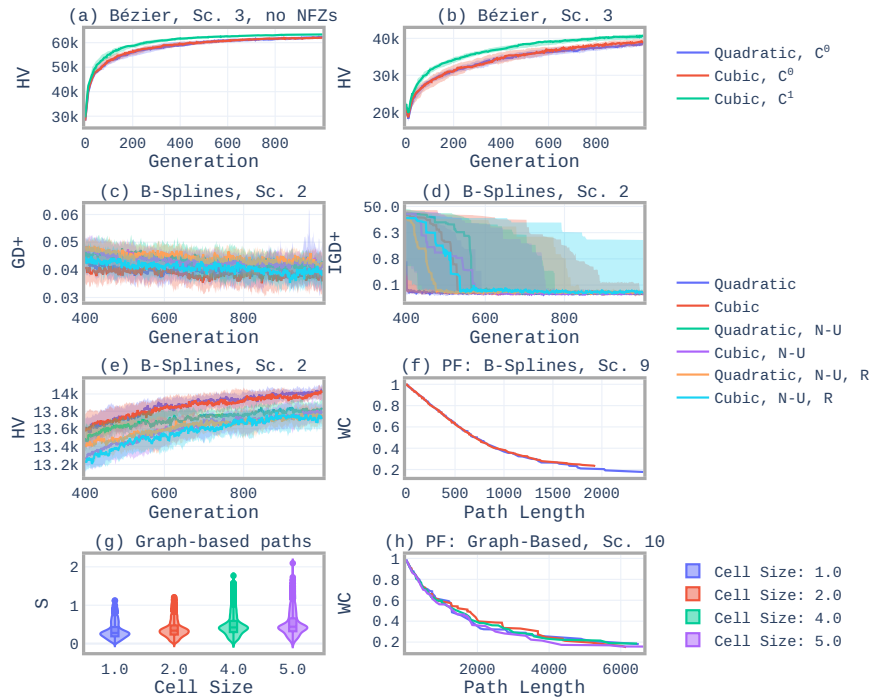 (a) Bézier, Sc. 3, no NFZs
HV
60k
50k
40k
30k
0
200
400
600
800
Generation
(b) Bézier, Sc. 3
HV
40k
30k
20k
0
200
400
600
800
Generation
Quadratic, C⁰
Cubic, C⁰
Cubic, C¹
(c) B-Splines, Sc. 2
GD+
0.06
0.05
0.04
0.03
400
600
800
Generation
(d) B-Splines, Sc. 2
IGD+
50.0
6.3
0.8
0.1
400
600
800
Generation
Quadratic
Cubic
Quadratic, N-U
Cubic, N-U
Quadratic, N-U, R
Cubic, N-U, R
(e) B-Splines, Sc. 2
HV
14k
13.8k
13.6k
13.4k
13.2k
400
600
800
Generation
(f) PF: B-Splines, Sc. 9
WC
1
0.8
0.6
0.4
0.2
0
500
1000
1500
2000
Path Length
(g) Graph-based paths
S
2
1
0
1.0
2.0
4.0
5.0
Cell Size
(h) PF: Graph-Based, Sc. 10
WC
1
0.8
0.6
0.4
0.2
2000
4000
6000
Path Length
Cell Size: 1.0
Cell Size: 2.0
Cell Size: 4.0
Cell Size: 5.0